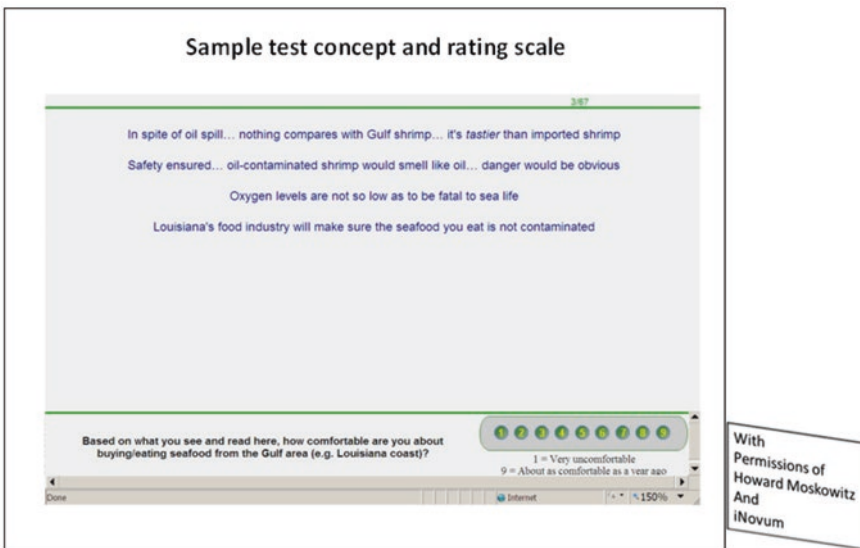 Sample test concept and rating scale
3/67
In spite of oil spill... nothing compares with Gulf shrimp... it's tastier than imported shrimp
Safety ensured... oil-contaminated shrimp would smell like oil... danger would be obvious
Oxygen levels are not so low as to be fatal to sea life
Louisiana's food industry will make sure the seafood you eat is not contaminated
Based on what you see and read here, how comfortable are you about
buying/eating seafood from the Gulf area (e.g. Louisiana coast)?
1 2 3 4 5 6 7 8 9
1 = Very uncomfortable
9 = About as comfortable as a year ago
Done
Internet
150%
With
Permissions of
Howard Moskowitz
And
iNovum